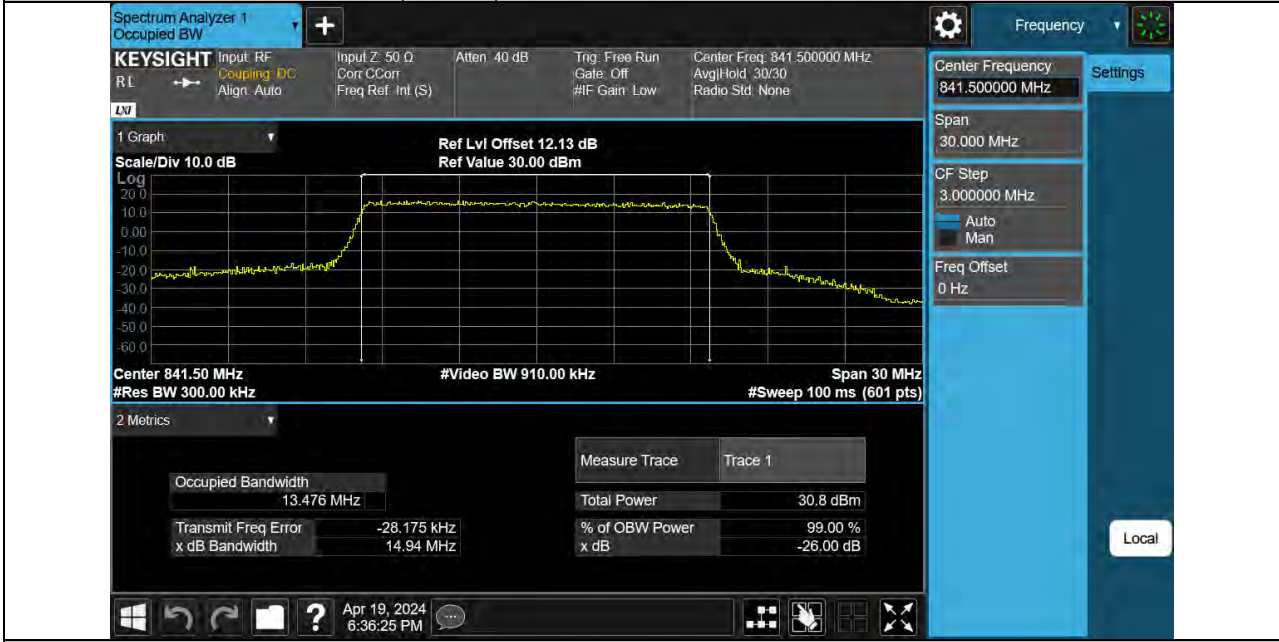 Spectrum Analyzer 1
Occupied BW
+
Frequency
KEYSIGHT
RL
LXI
Input: RF
Coupling: DC
Align: Auto
Input Z: 50 Ω
Corr CCorr
Freq Ref: Int (S)
Atten: 40 dB
Trig: Free Run
Gate: Off
#IF Gain: Low
Center Freq: 841.500000 MHz
Avg|Hold: 30/30
Radio Std: None
Center Frequency
841.500000 MHz
Settings
Span
30.000 MHz
CF Step
3.000000 MHz
Auto
Man
Freq Offset
0 Hz
1 Graph
Ref Lvl Offset 12.13 dB
Scale/Div 10.0 dB
Ref Value 30.00 dBm
Log
20.0
10.0
0.00
-10.0
-20.0
-30.0
-40.0
-50.0
-60.0
Center 841.50 MHz
#Video BW 910.00 kHz
Span 30 MHz
#Res BW 300.00 kHz
#Sweep 100 ms (601 pts)
2 Metrics
Measure Trace
Trace 1
Occupied Bandwidth
13.476 MHz
Total Power
30.8 dBm
Transmit Freq Error
-28.175 kHz
% of OBW Power
99.00 %
x dB Bandwidth
14.94 MHz
x dB
-26.00 dB
Local
?
Apr 19, 2024
6:36:25 PM